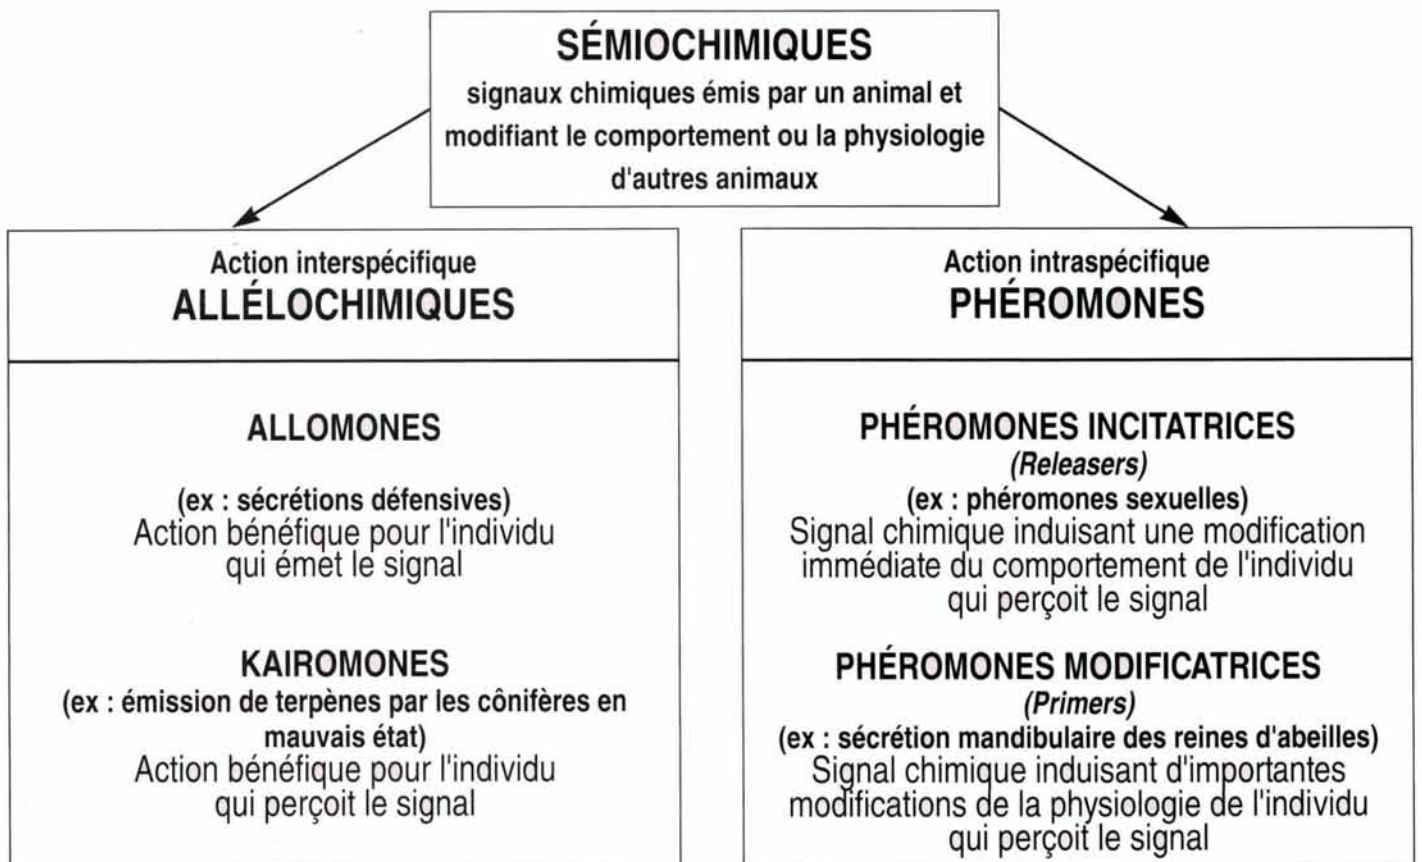 SÉMIOCHIMIQUES
signaux chimiques émis par un animal et
modifiant le comportement ou la physiologie
d'autres animaux
Action interspécifique
ALLÉLOCHIMIQUES
ALLOMONES
(ex : sécrétions défensives)
Action bénéfique pour l'individu
qui émet le signal
KAIROMONES
(ex : émission de terpènes par les cônifères en
mauvais état)
Action bénéfique pour l'individu
qui perçoit le signal
Action intraspécifique
PHÉROMONES
PHÉROMONES INCITATRICES
(Releasers)
(ex : phéromones sexuelles)
Signal chimique induisant une modification
immédiate du comportement de l'individu
qui perçoit le signal
PHÉROMONES MODIFICATRICES
(Primers)
(ex : sécrétion mandibulaire des reines d'abeilles)
Signal chimique induisant d'importantes
modifications de la physiologie de l'individu
qui perçoit le signal